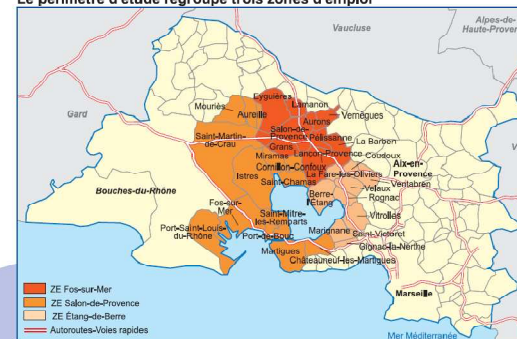 Le périmètre d'étude regroupe trois zones d'emploi
Vaucluse
Alpes-de-
Haute-Provence
Gard
Eyguières
Lamanon
Mouriès
Aureille
Aurons
Vernègues
Saint-Martin-
de-Crau
Salon-de-
Provence
Pélissanne
La Barben
Grans
Lançon-Provence
Coudoux
Miramas
Cornillon-Confoux
La Fare-les-Oliviers
Aix-en-
Provence
Ventabren
Istres
Saint-Chamas
Velaux
Bouches-du-Rhône
Berre-
l'Étang
Rognac
Fos-sur-
Mer
Saint-Mitre-
les-Remparts
Vitrolles
Port-Saint-Louis-
du-Rhône
Port-de-Bouc
Marignane
Saint-Victoret
Martigues
Gignac-la-Nerthe
Châteauneuf-les-Martigues
Marseille
Mer Méditerranée
ZE Fos-sur-Mer
ZE Salon-de-Provence
ZE Étang-de-Berre
Autoroutes-Voies rapides